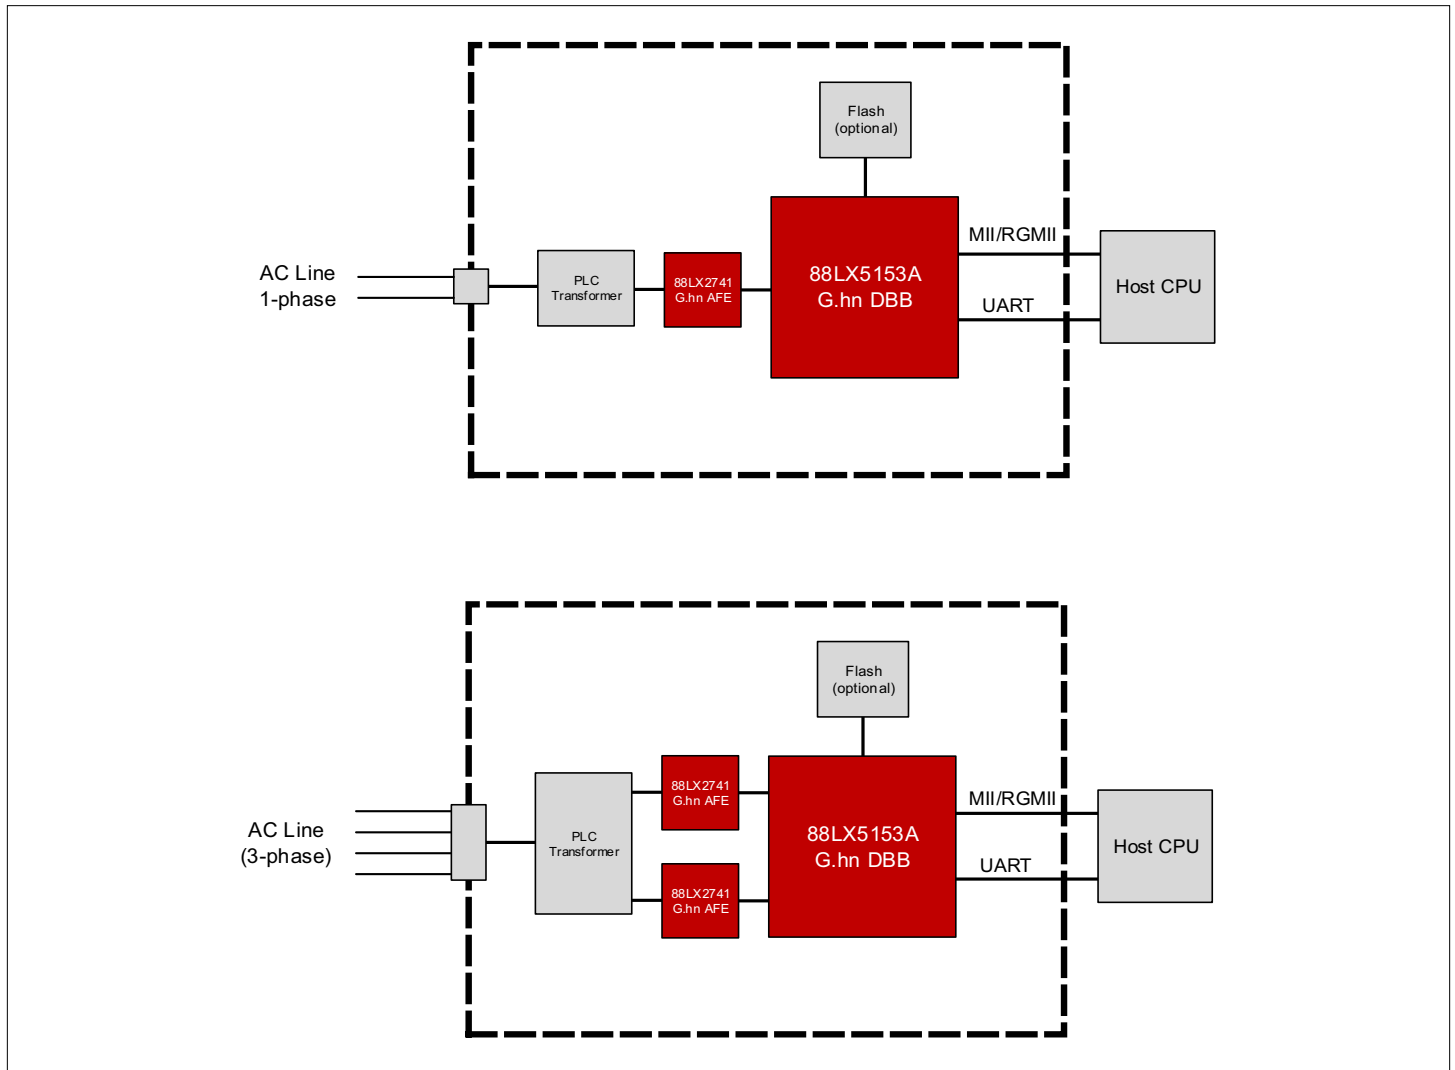 Flash
(optional)
MII/RGMII
AC Line
1-phase
PLC
Transformer
88LX2741
G.hn AFE
88LX5153A
G.hn DBB
Host CPU
UART
Flash
(optional)
MII/RGMII
AC Line
(3-phase)
PLC
Transformer
88LX2741
G.hn AFE
88LX2741
G.hn AFE
88LX5153A
G.hn DBB
Host CPU
UART